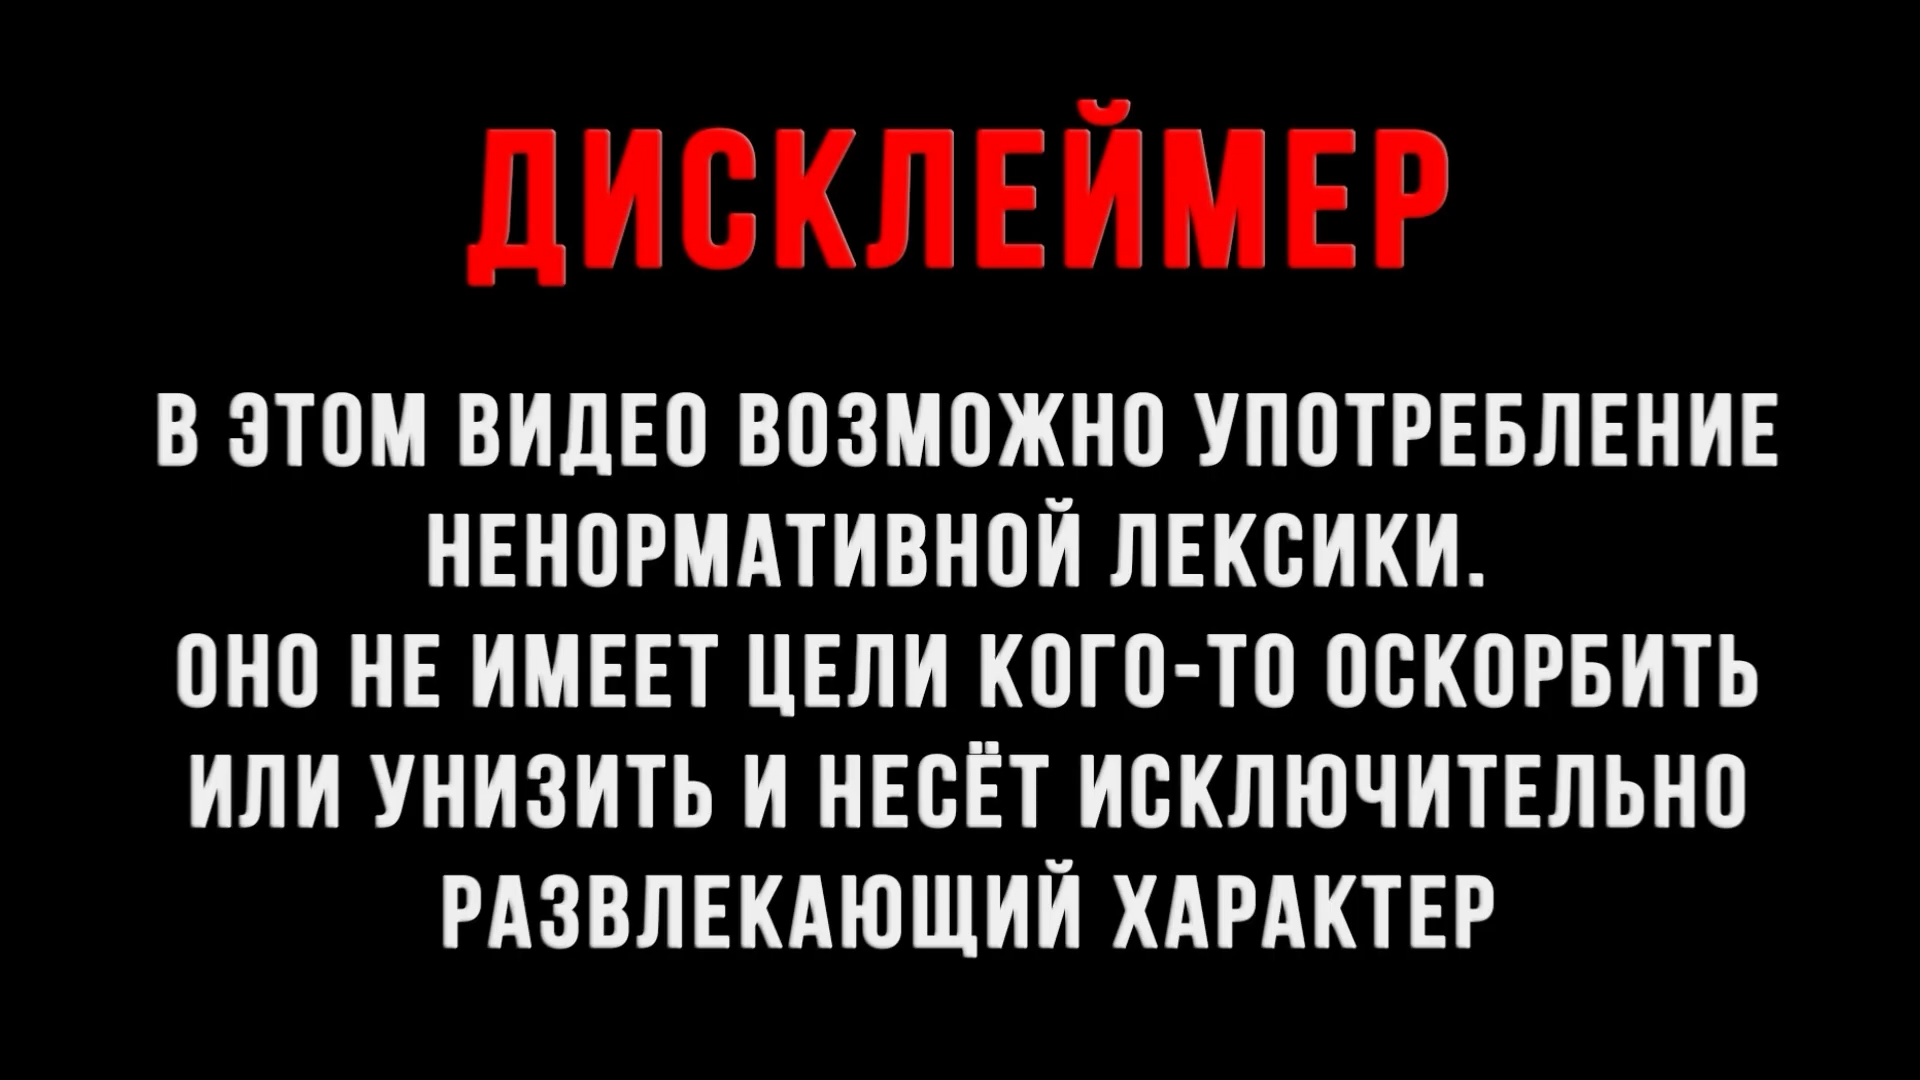 ДИСКЛЕЙМЕР
В ЭТОМ ВИДЕО ВОЗМОЖНО УПОТРЕБЛЕНИЕ
НЕНОРМАТИВНОЙ ЛЕКСИКИ.
ОНО НЕ ИМЕЕТ ЦЕЛИ КОГО-ТО ОСКОРБИТЬ
ИЛИ УНИЗИТЬ И НЕСЁТ ИСКЛЮЧИТЕЛЬНО
РАЗВЛЕКАЮЩИЙ ХАРАКТЕР